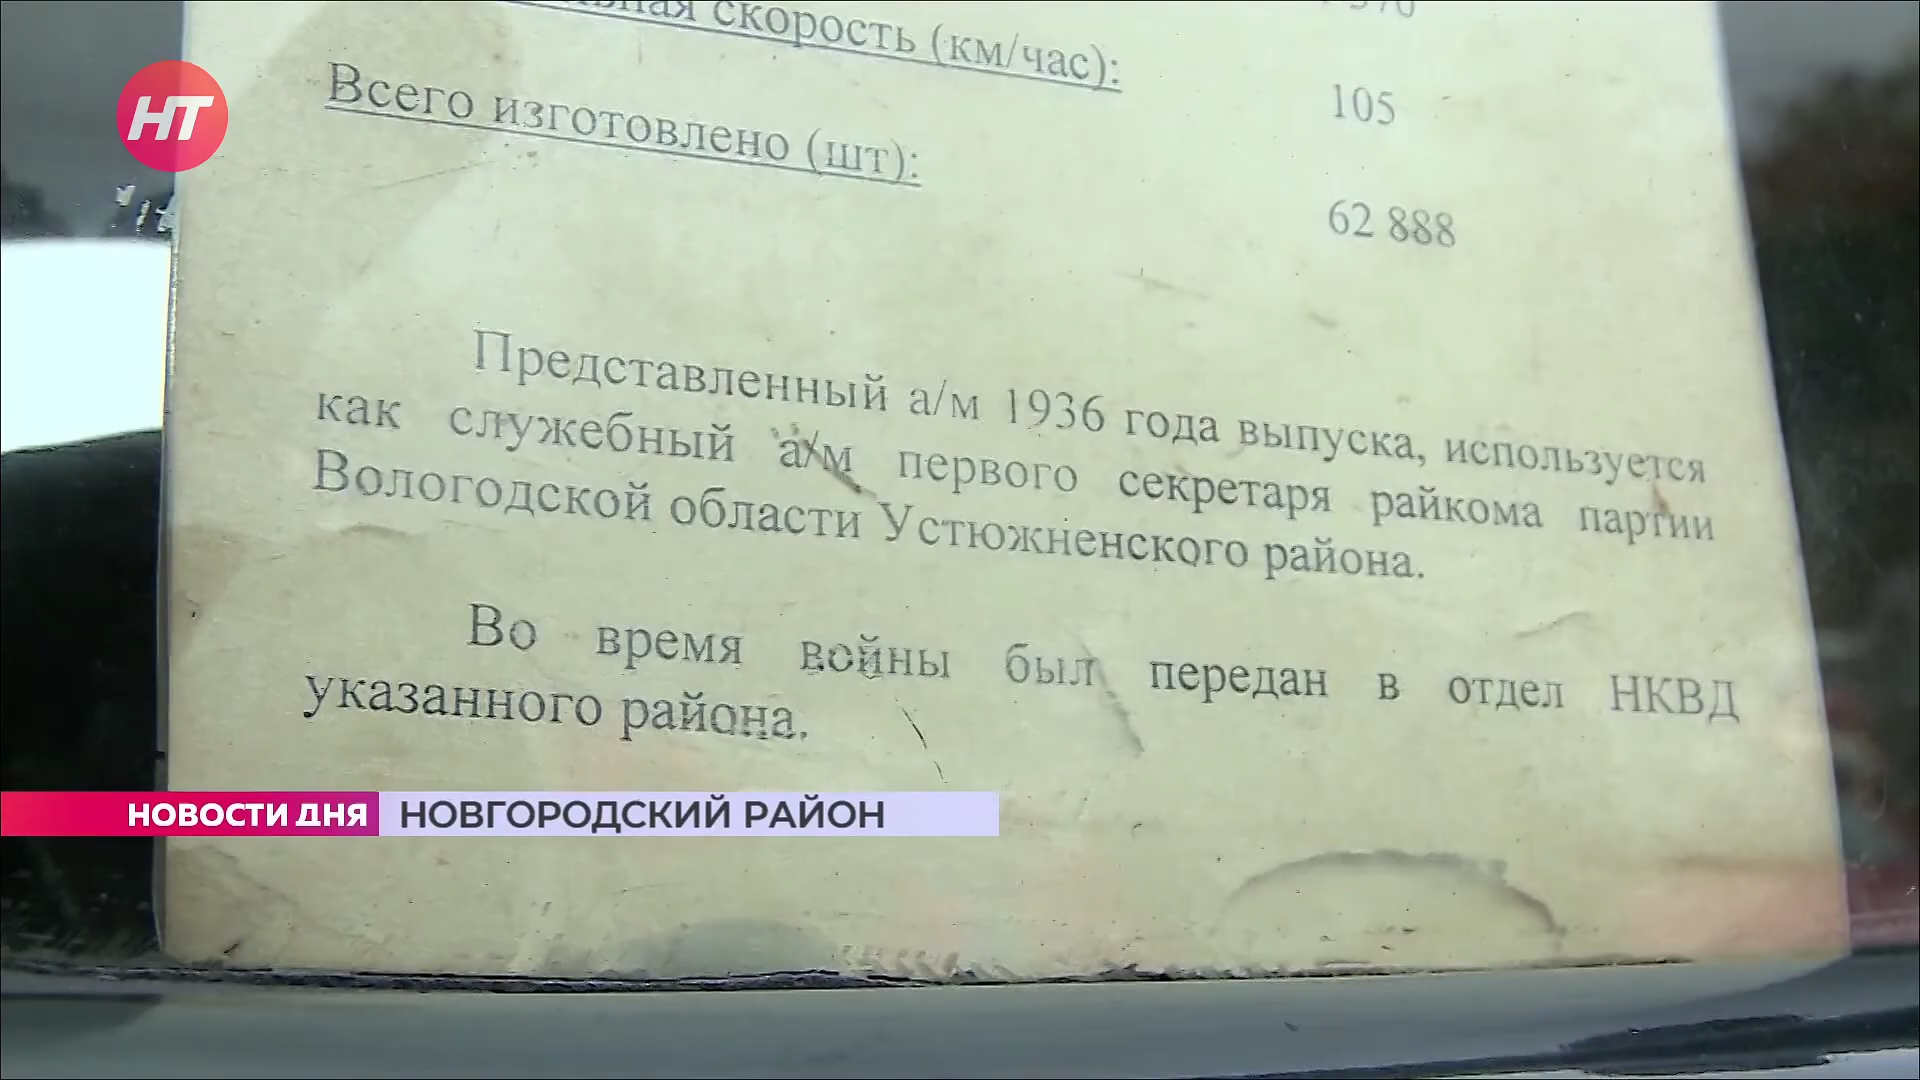 скорость (км/час):
105
Всего изготовлено (шт):
62 888
НТ
Представленный а/м 1936 года выпуска, используется
как служебный а/м первого секретаря райкома партии
Вологодской области Устюжненского района.
Во время войны был передан в отдел НКВД
указанного района.
НОВОСТИ ДНЯ НОВГОРОДСКИЙ РАЙОН